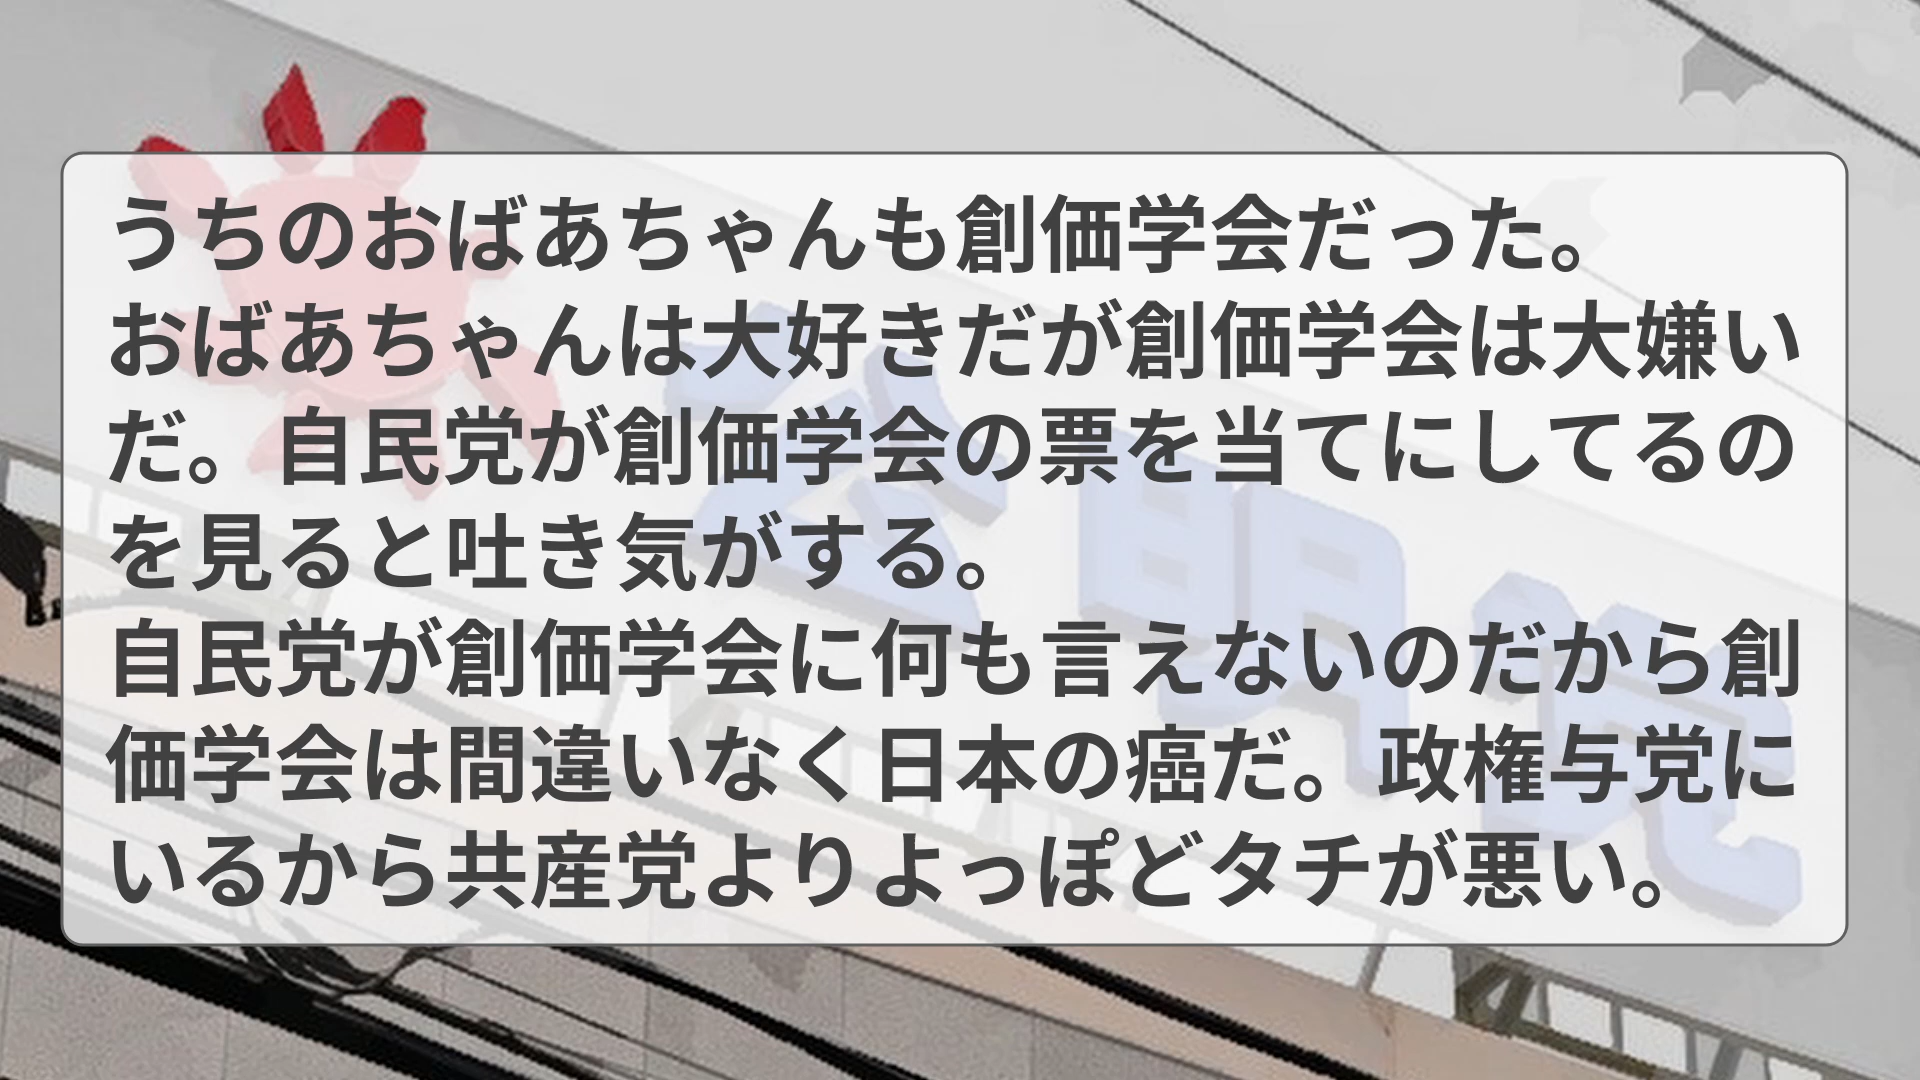 うちのおばあちゃんも創価学会だった。
おばあちゃんは大好きだが創価学会は大嫌い
だ。自民党が創価学会の票を当てにしてるの
を見ると吐き気がする。
自民党が創価学会に何も言えないのだから創
価学会は間違いなく日本の癌だ。政権与党に
いるから共産党よりよっぽどタチが悪い。
公明党